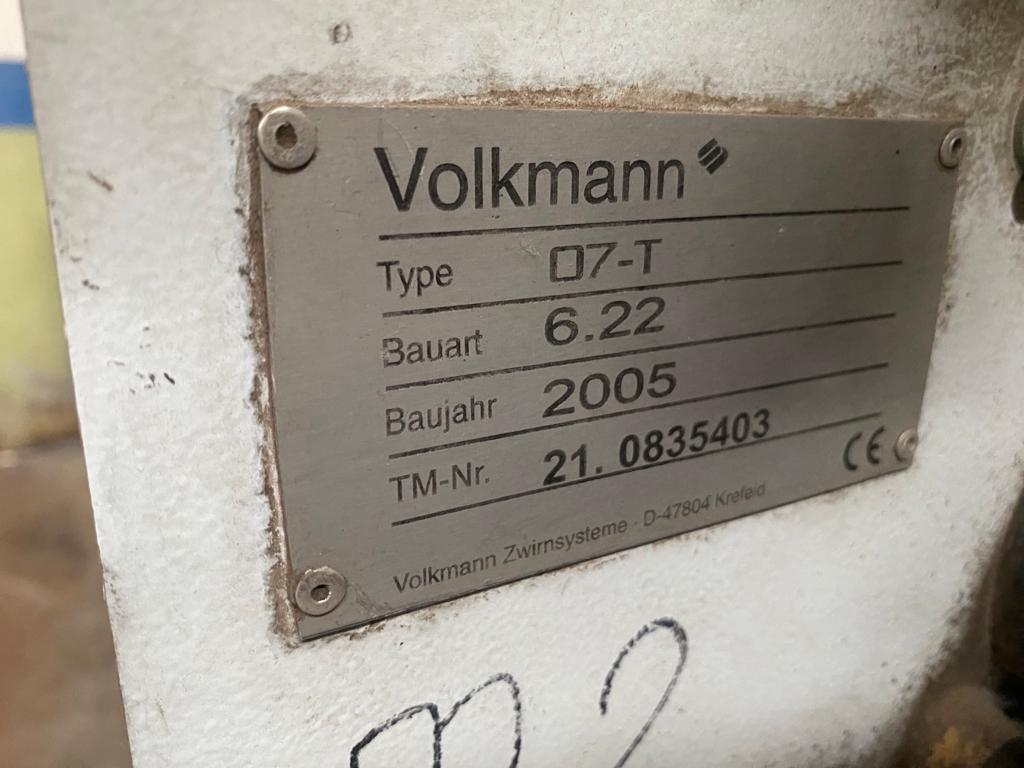 Volkmann
Type 07-T
Bauart 6.22
Baujahr 2005
TM-Nr. 21. 0835403
CE
Volkmann Zwirnsysteme · D-47804 Krefeld